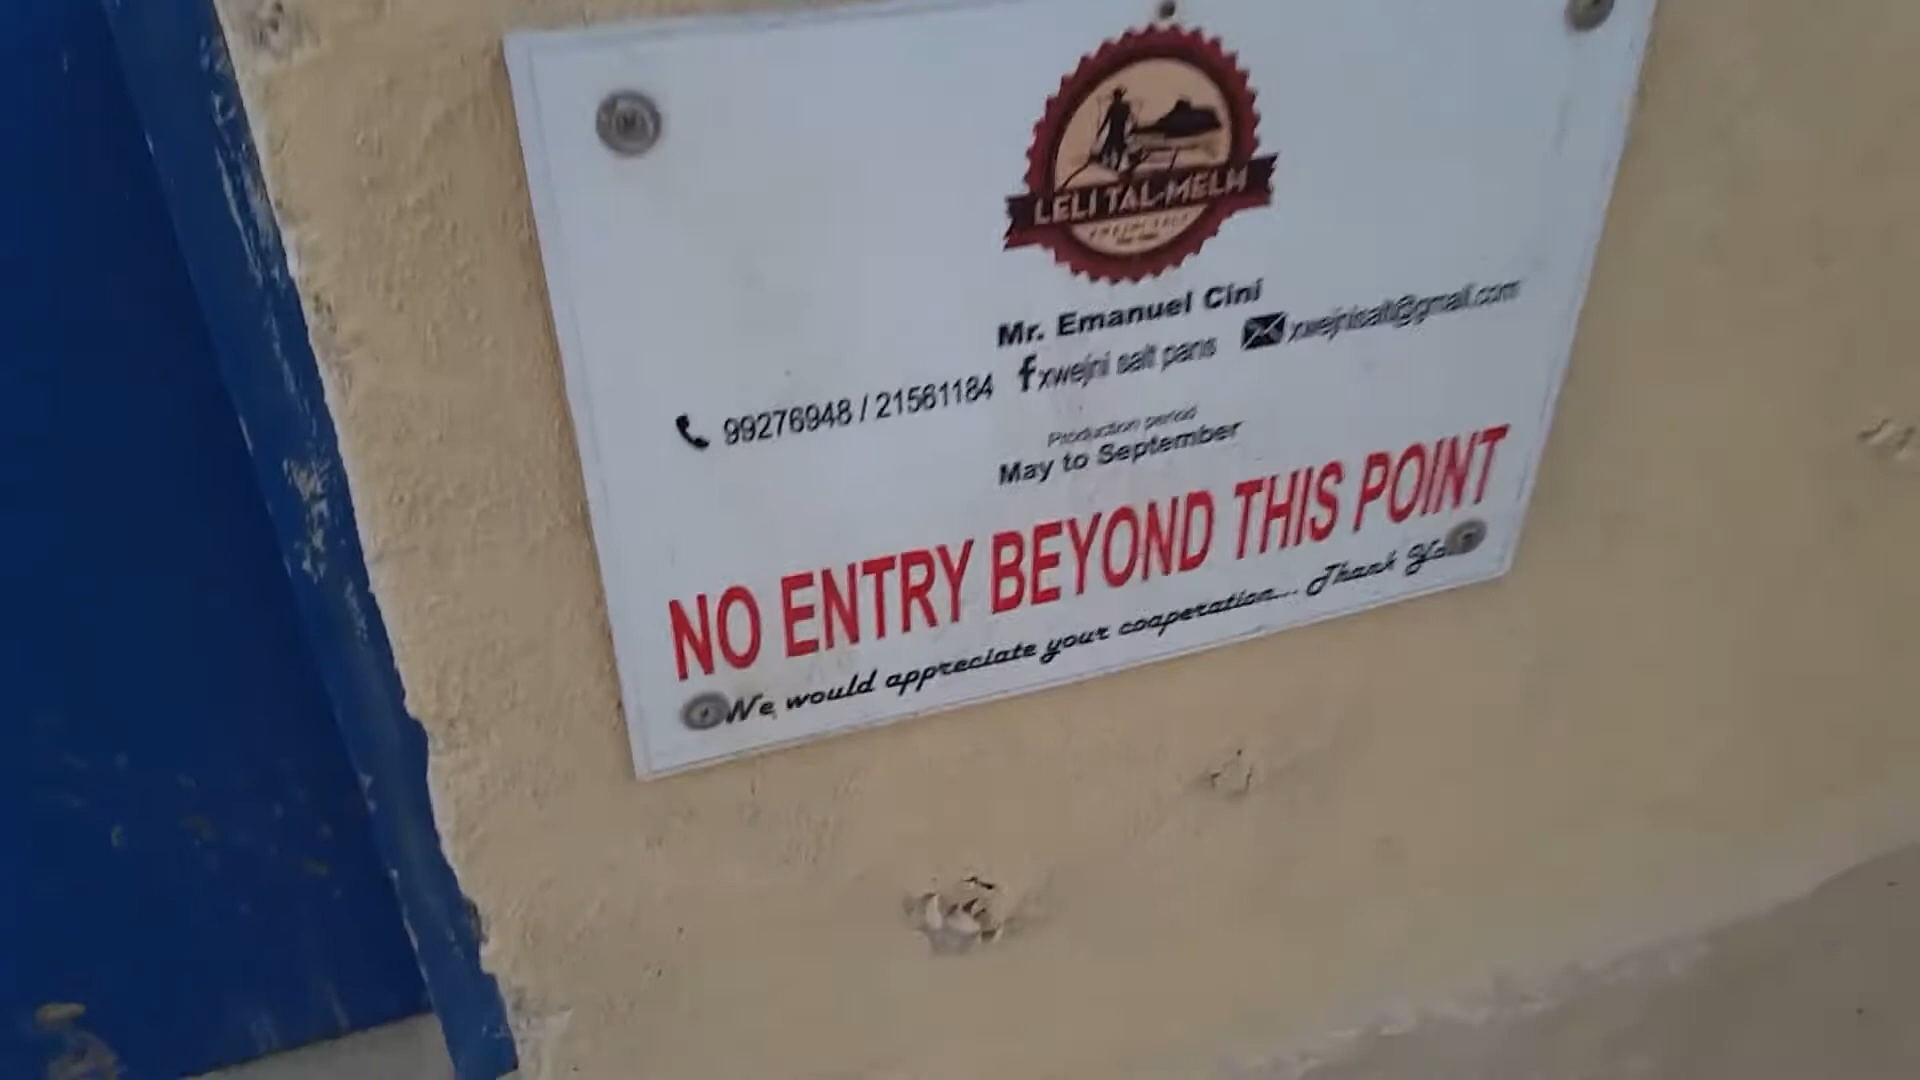 LELI TAL-MELH
Mr. Emanuel Cini
99276948 / 21561184 f xwejni salt pans xwejnisalt@gmail.com
Production period
May to September
NO ENTRY BEYOND THIS POINT
We would appreciate your cooperation... Thank You